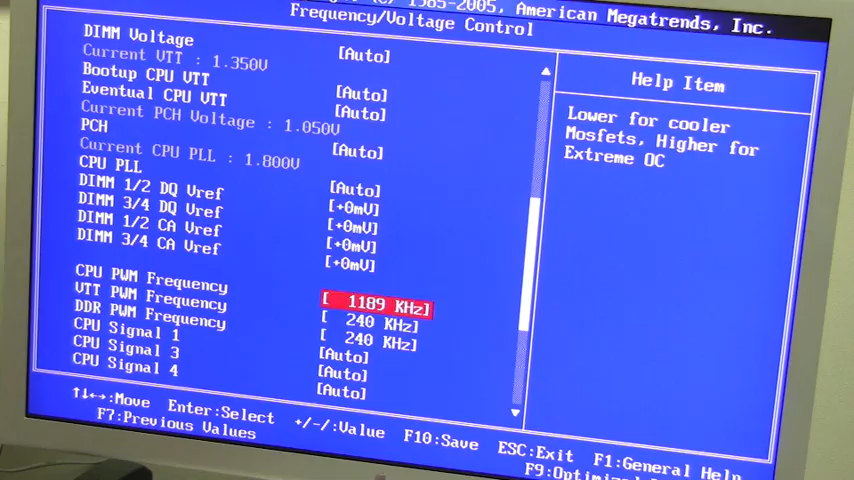 (C) 1985-2005, American Megatrends, Inc.
Frequency/Voltage Control
DIMM Voltage [Auto]
Current VTT : 1.350V
Bootup CPU VTT [Auto]
Eventual CPU VTT [Auto]
Current PCH Voltage : 1.050V
PCH [Auto]
Current CPU PLL : 1.800V
CPU PLL [Auto]
DIMM 1/2 DQ Vref [+0mV]
DIMM 3/4 DQ Vref [+0mV]
DIMM 1/2 CA Vref [+0mV]
DIMM 3/4 CA Vref [+0mV]
CPU PWM Frequency [ 1189 KHz]
VTT PWM Frequency [ 240 KHz]
DDR PWM Frequency [ 240 KHz]
CPU Signal 1 [Auto]
CPU Signal 3 [Auto]
CPU Signal 4 [Auto]
Help Item
Lower for cooler
Mosfets, Higher for
Extreme OC
↑↓←→:Move Enter:Select +/-/:Value F10:Save ESC:Exit F1:General Help
F7:Previous Values